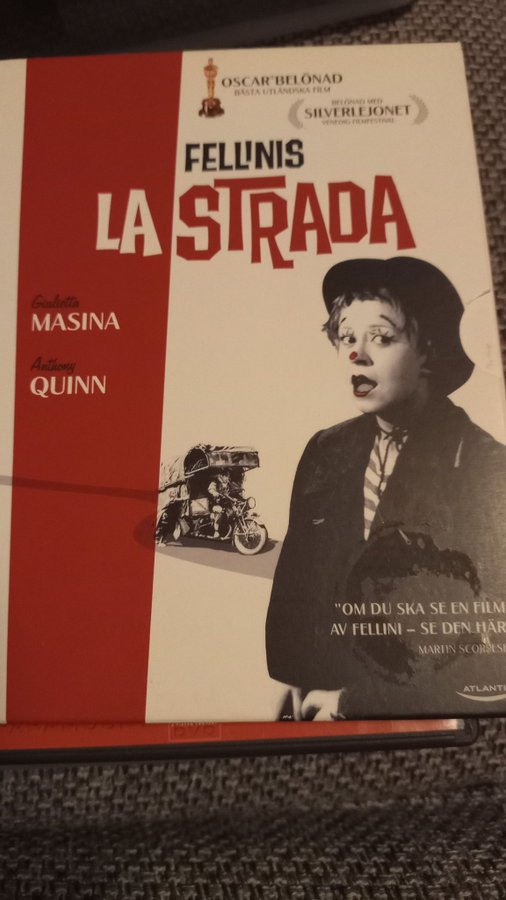 OSCAR®BELÖNAD
BÄSTA UTLÄNDSKA FILM
BELÖNAD MED
SILVERLEJONET
VENEDIG FILMFESTIVAL
FELLINIS
LA STRADA
Giulietta
MASINA
Anthony
QUINN
"OM DU SKA SE EN FILM
AV FELLINI – SE DEN HÄR
MARTIN SCORSESE
ATLANTI